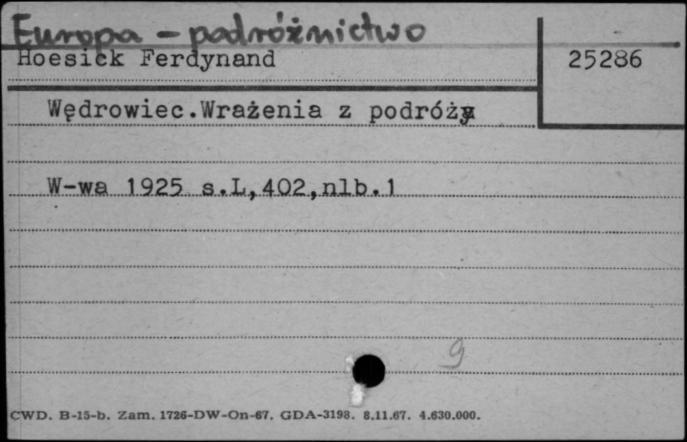 Europa - podróżnictwo
Hoesick Ferdynand
25286
Wędrowiec.Wrażenia z podróży
W-wa 1925 s.L,402,nlb.1
9
CWD. B-15-b. Zam. 1726-DW-On-67. GDA-3198. 8.11.67. 4.630.000.